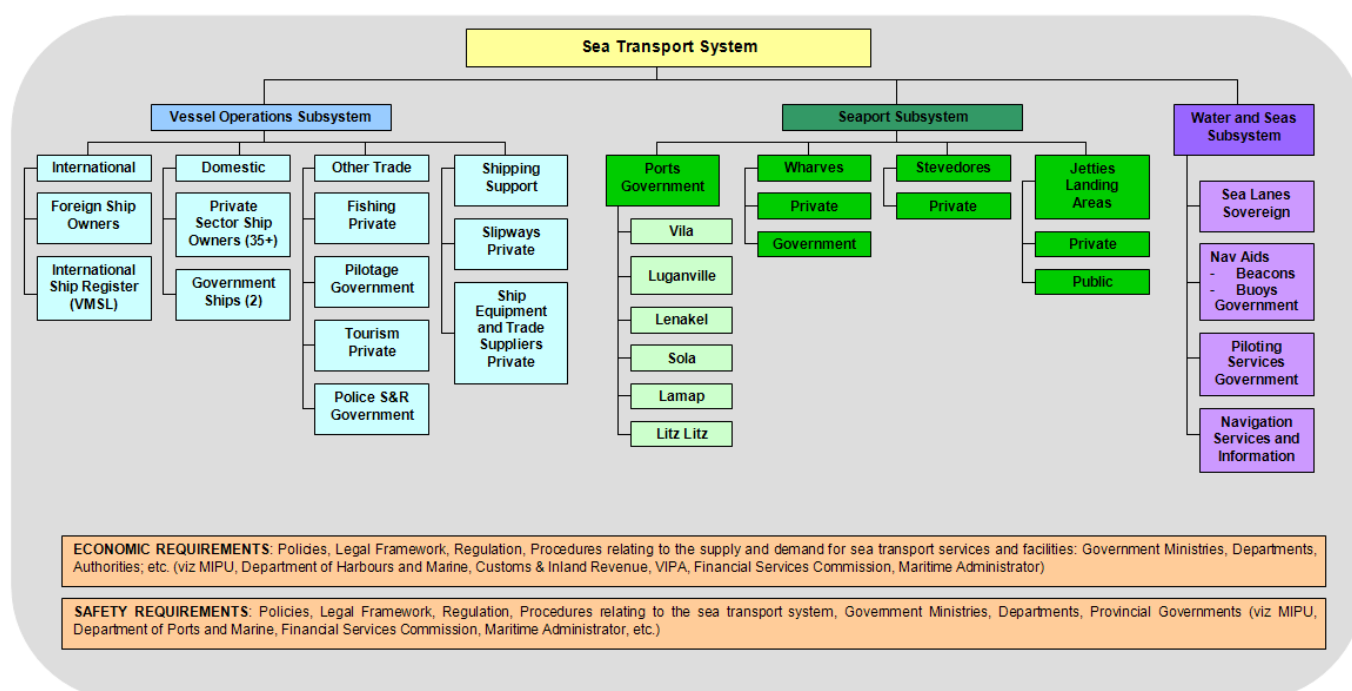 Sea Transport System
Vessel Operations Subsystem
International
Foreign Ship
Owners
International
Ship Register
(VMSL)
Domestic
Private
Sector Ship
Owners (35+)
Government
Ships (2)
Other Trade
Fishing
Private
Pilotage
Government
Tourism
Private
Police S&R
Government
Shipping
Support
Slipways
Private
Ship
Equipment
and Trade
Suppliers
Private
Seaport Subsystem
Ports
Government
Vila
Luganville
Lenakel
Sola
Lamap
Litz Litz
Wharves
Private
Government
Stevedores
Private
Jetties
Landing
Areas
Private
Public
Water and Seas
Subsystem
Sea Lanes
Sovereign
Nav Aids
- Beacons
- Buoys
Government
Piloting
Services
Government
Navigation
Services and
Information
ECONOMIC REQUIREMENTS: Policies, Legal Framework, Regulation, Procedures relating to the supply and demand for sea transport services and facilities: Government Ministries, Departments,
Authorities; etc. (viz MIPU, Department of Harbours and Marine, Customs & Inland Revenue, VIPA, Financial Services Commission, Maritime Administrator)
SAFETY REQUIREMENTS: Policies, Legal Framework, Regulation, Procedures relating to the sea transport system, Government Ministries, Departments, Provincial Governments (viz MIPU,
Department of Ports and Marine, Financial Services Commission, Maritime Administrator, etc.)